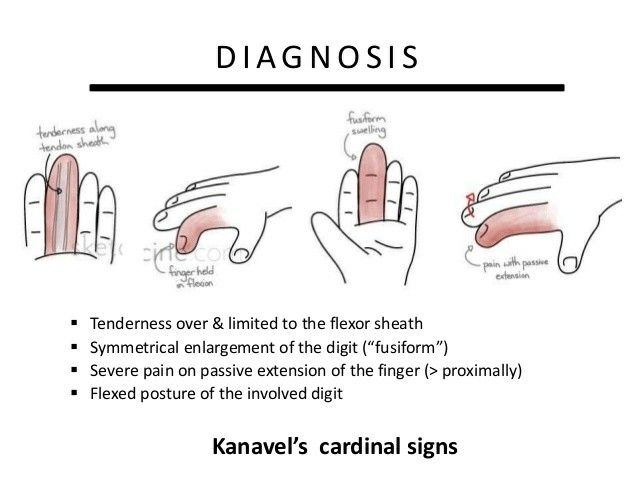 DIAGNOSIS
tenderness along
tendon sheath
finger held
in flexion
fusiform
swelling
pain with passive
extension
▪ Tenderness over & limited to the flexor sheath
▪ Symmetrical enlargement of the digit (“fusiform”)
▪ Severe pain on passive extension of the finger (> proximally)
▪ Flexed posture of the involved digit
Kanavel’s cardinal signs